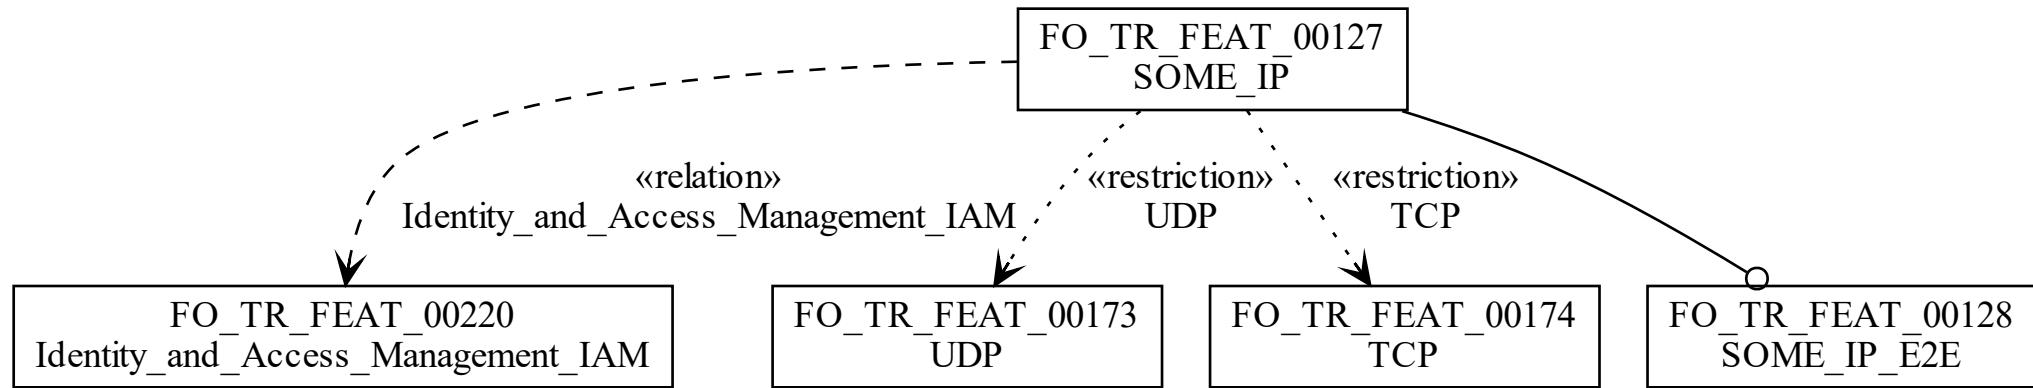 FO_TR_FEAT_00127
SOME_IP
«relation»
Identity_and_Access_Management_IAM
«restriction»
UDP
«restriction»
TCP
FO_TR_FEAT_00220
Identity_and_Access_Management_IAM
FO_TR_FEAT_00173
UDP
FO_TR_FEAT_00174
TCP
FO_TR_FEAT_00128
SOME_IP_E2E